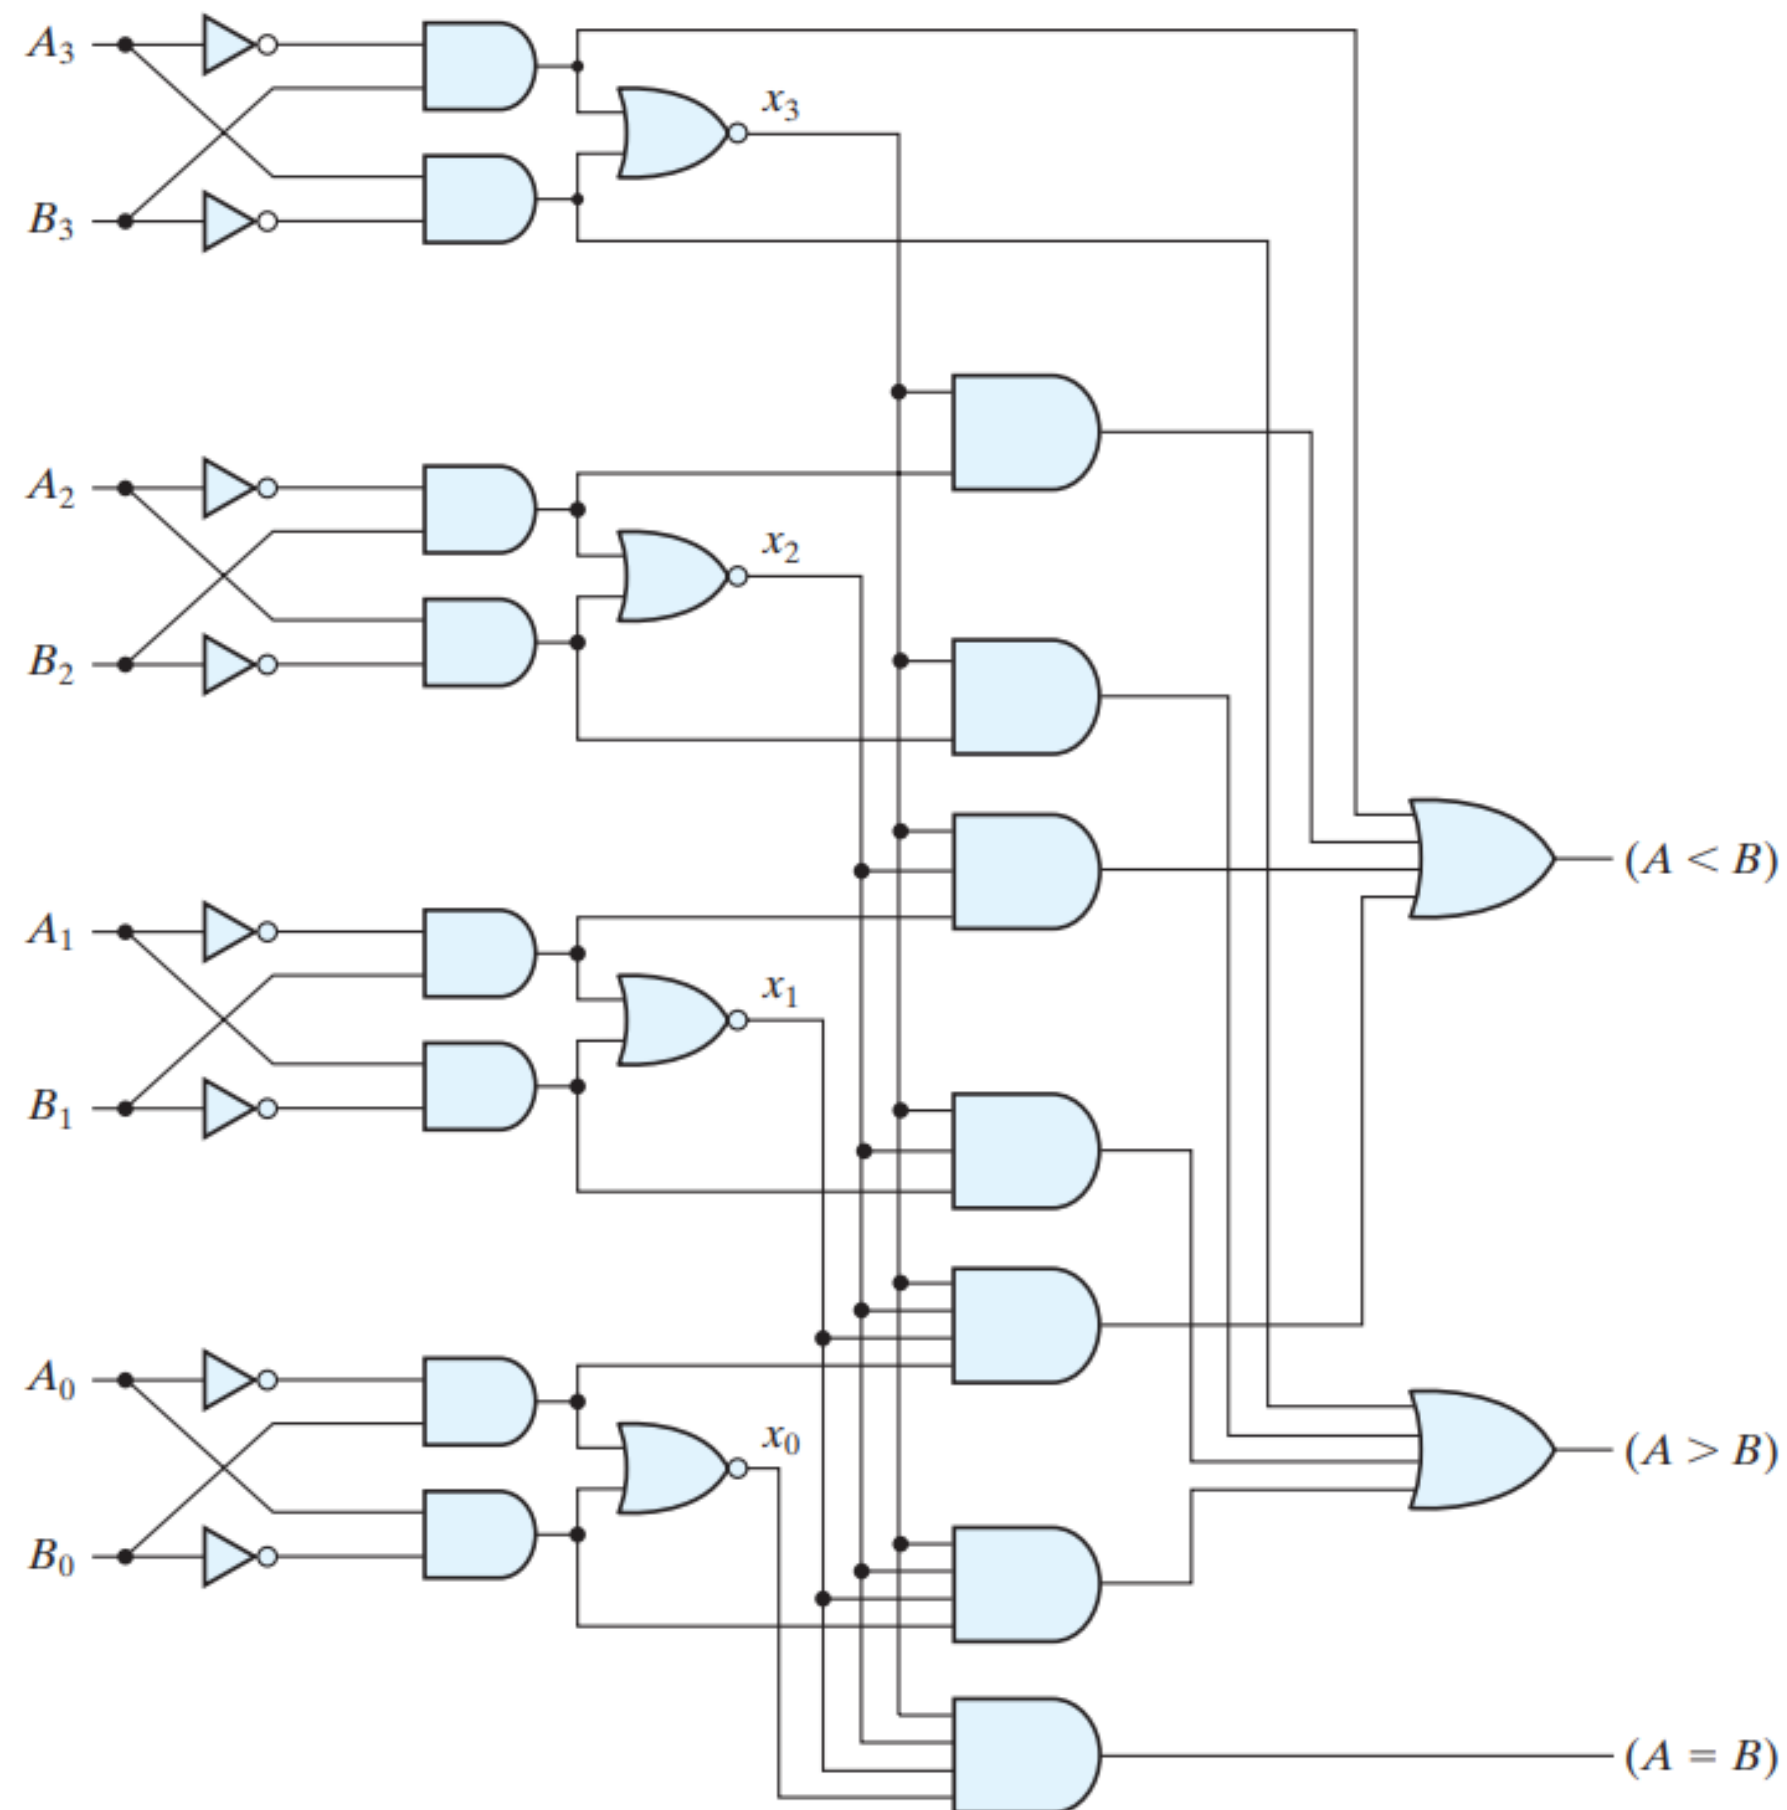 A₃
x₃
B₃
A₂
x₂
B₂
(A < B)
A₁
x₁
B₁
A₀
x₀
(A > B)
B₀
(A = B)